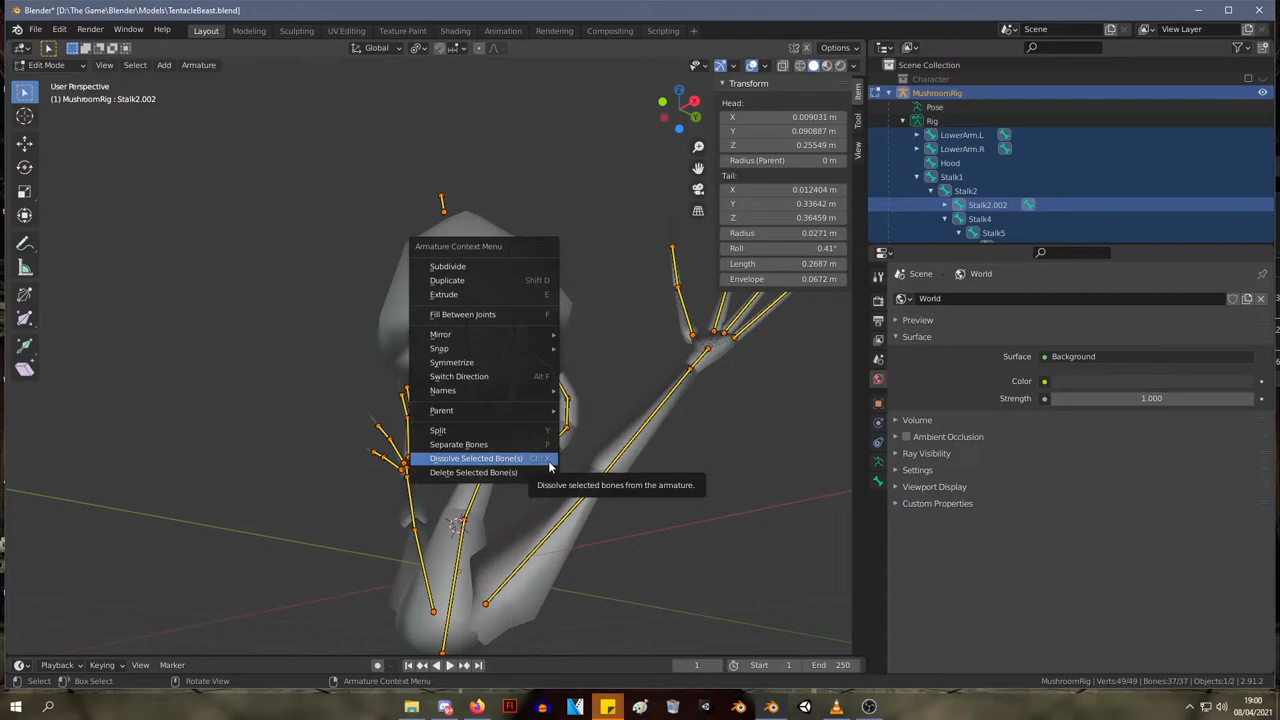 Blender* [D:\The Game\Blender\Models\TentacleBeast.blend]
File Edit Render Window Help Layout Modeling Sculpting UV Editing Texture Paint Shading Animation Rendering Compositing Scripting + Scene View Layer
Global Options
Edit Mode View Select Add Armature
User Perspective
(1) MushroomRig : Stalk2.002
Transform
Head:
X 0.009031 m
Y 0.090887 m
Z 0.25549 m
Radius (Parent) 0 m
Tail:
X 0.012404 m
Y 0.33642 m
Z 0.36459 m
Radius 0.0271 m
Roll 0.41°
Length 0.2687 m
Envelope 0.0672 m
Item
Tool
View
Z
X
Y
Armature Context Menu
Subdivide
Duplicate Shift D
Extrude E
Fill Between Joints F
Mirror
Snap
Symmetrize
Switch Direction Alt F
Names
Parent
Split Y
Separate Bones P
Dissolve Selected Bone(s) Ctrl X
Delete Selected Bone(s)
Dissolve selected bones from the armature.
Scene Collection
Character
MushroomRig
Pose
Rig
LowerArm.L
LowerArm.R
Hood
Stalk1
Stalk2
Stalk2.002
Stalk4
Stalk5
Scene World
World
Preview
Surface
Surface Background
Color
Strength 1.000
Volume
Ambient Occlusion
Ray Visibility
Settings
Viewport Display
Custom Properties
Playback Keying View Marker 1 Start 1 End 250
Select Box Select Rotate View Armature Context Menu MushroomRig | Verts:49/49 | Bones:37/37 | Objects:1/2 | 2.91.2
Fl
19:00
08/04/2021